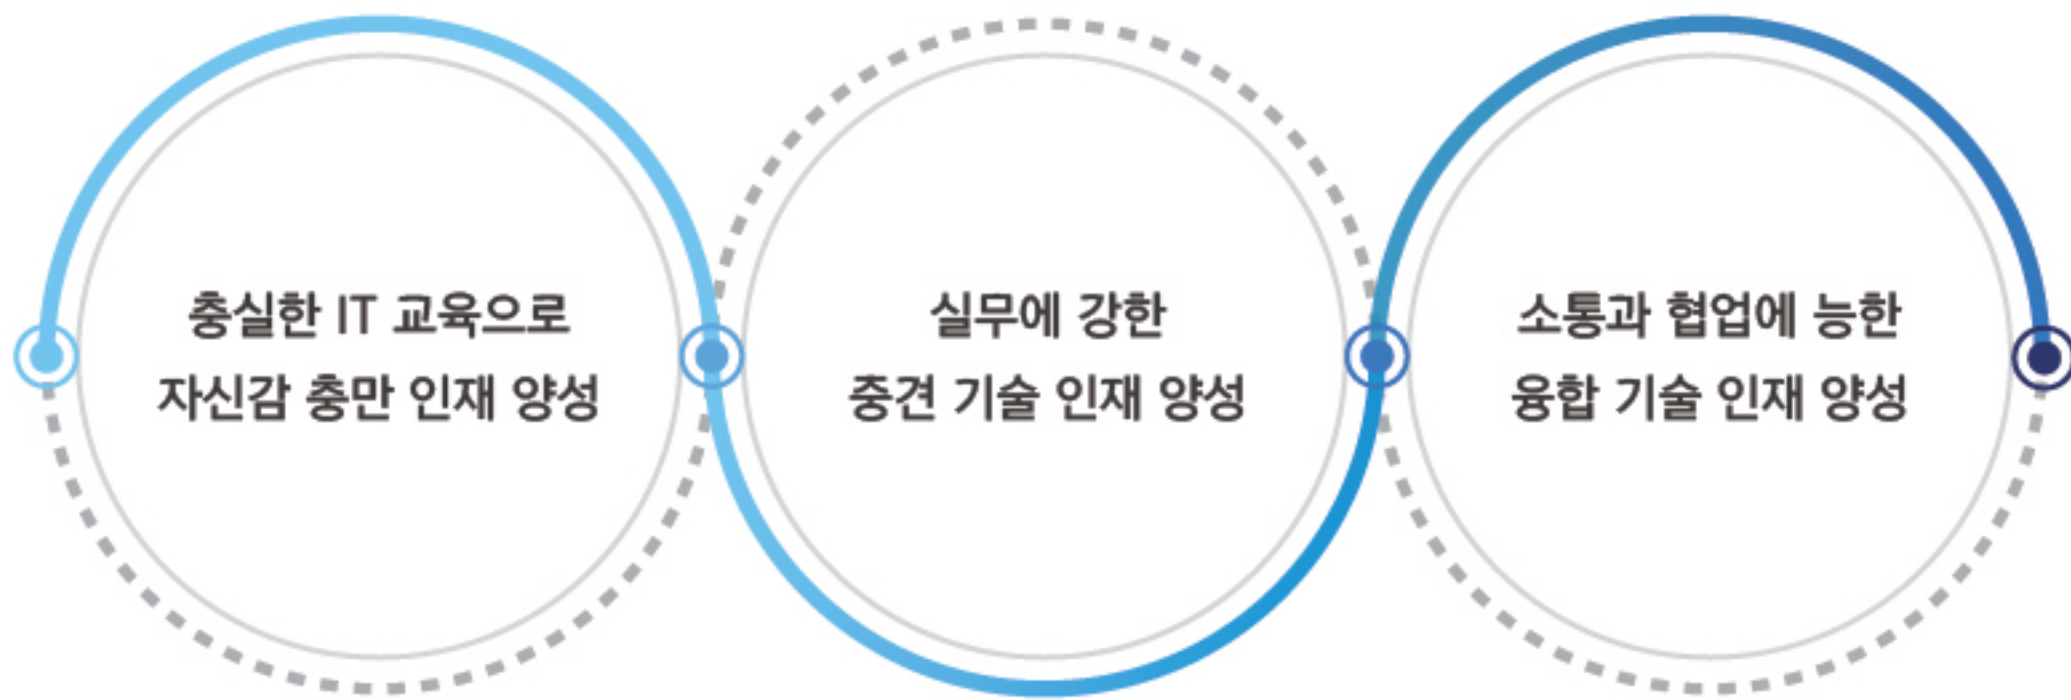 충실한 IT 교육으로
자신감 충만 인재 양성
실무에 강한
중견 기술 인재 양성
소통과 협업에 능한
융합 기술 인재 양성